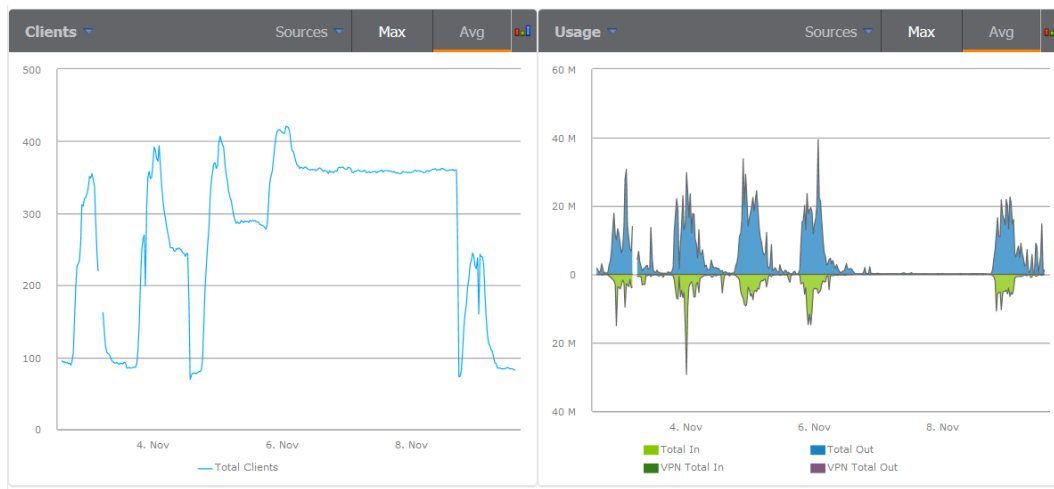 Clients Sources Max Avg
500
400
300
200
100
0
4. Nov 6. Nov 8. Nov
Total Clients
Usage Sources Max Avg
60 M
40 M
20 M
0
20 M
40 M
4. Nov 6. Nov 8. Nov
Total In Total Out
VPN Total In VPN Total Out